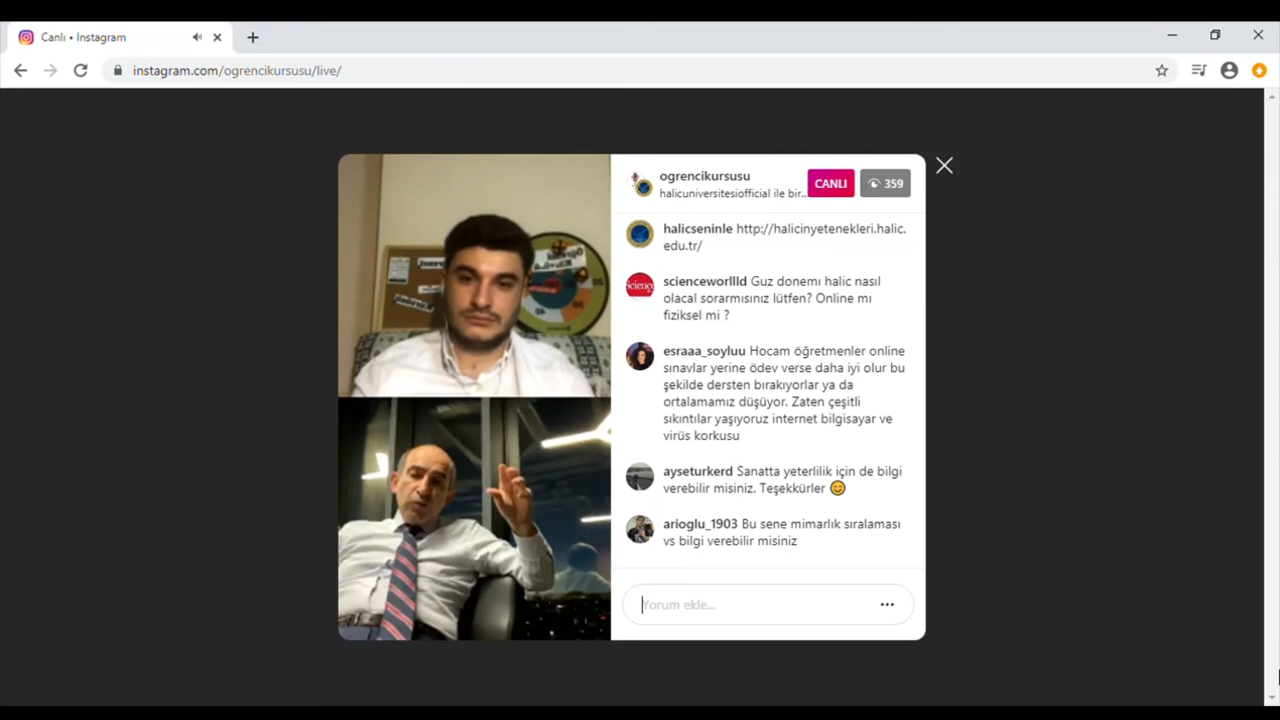 Canlı • Instagram
instagram.com/ogrencikursusu/live/
ogrencikursusu
halicuniversitesiofficial ile bir...
CANLI
359
halicseninle http://halicinyetenekleri.halic.
edu.tr/
Science
scienceworllld Guz donemı halic nasıl
olacal sorarmısınız lütfen? Online mı
fiziksel mi ?
esraaa_soyluu Hocam öğretmenler online
sınavlar yerine ödev verse daha iyi olur bu
şekilde dersten bırakıyorlar ya da
ortalamamız düşüyor. Zaten çeşitli
sıkıntılar yaşıyoruz internet bilgisayar ve
virüs korkusu
ayseturkerd Sanatta yeterlilik için de bilgi
verebilir misiniz. Teşekkürler 😊
arioglu_1903 Bu sene mimarlık sıralaması
vs bilgi verebilir misiniz
Yorum ekle...